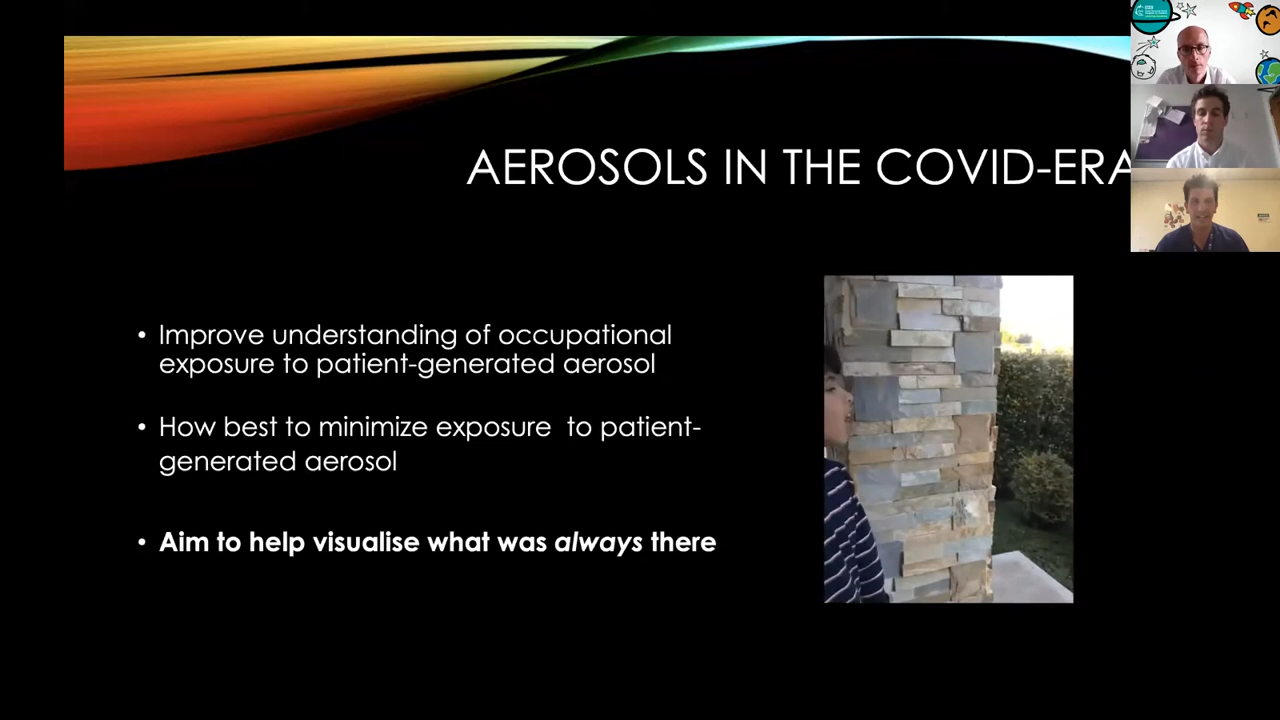 AEROSOLS IN THE COVID-ERA
• Improve understanding of occupational
exposure to patient-generated aerosol
• How best to minimize exposure  to patient-
generated aerosol
• Aim to help visualise what was always there